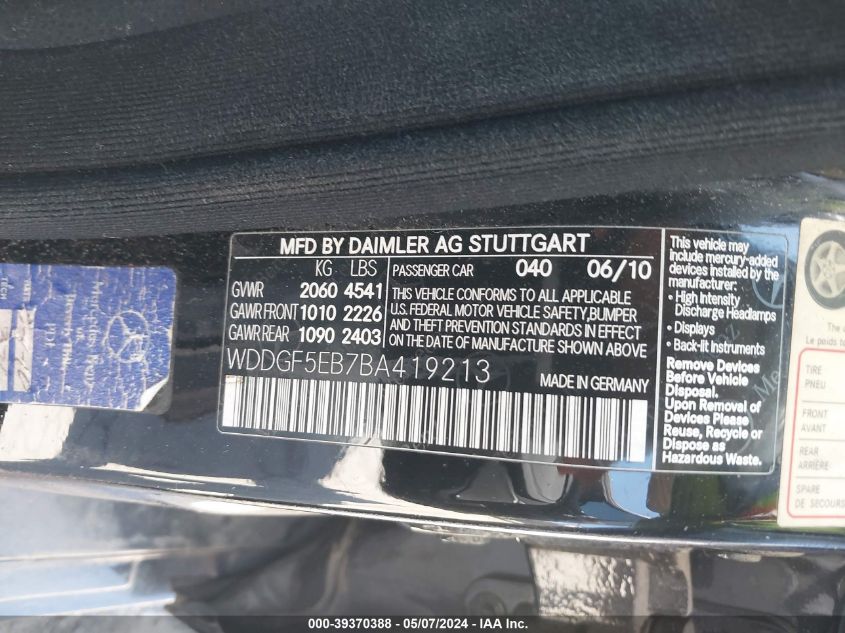 MFD BY DAIMLER AG STUTTGART
KG LBS
GVWR 2060 4541
GAWR FRONT 1010 2226
GAWR REAR 1090 2403
PASSENGER CAR 040 06/10
THIS VEHICLE CONFORMS TO ALL APPLICABLE
U.S. FEDERAL MOTOR VEHICLE SAFETY,BUMPER
AND THEFT PREVENTION STANDARDS IN EFFECT
ON THE DATE OF MANUFACTURE SHOWN ABOVE
WDDGF5EB7BA419213
MADE IN GERMANY
This vehicle may
include mercury-added
devices installed by the
manufacturer:
• High Intensity
Discharge Headlamps
• Displays
• Back-lit Instruments
Remove Devices
Before Vehicle
Disposal.
Upon Removal of
Devices Please
Reuse, Recycle or
Dispose as
Hazardous Waste.
Le poids
TIRE
PNEU
FRONT
AVANT
REAR
ARRIÈRE
SPARE
DE SECOURS
000-39370388 - 05/07/2024 - IAA, Inc.